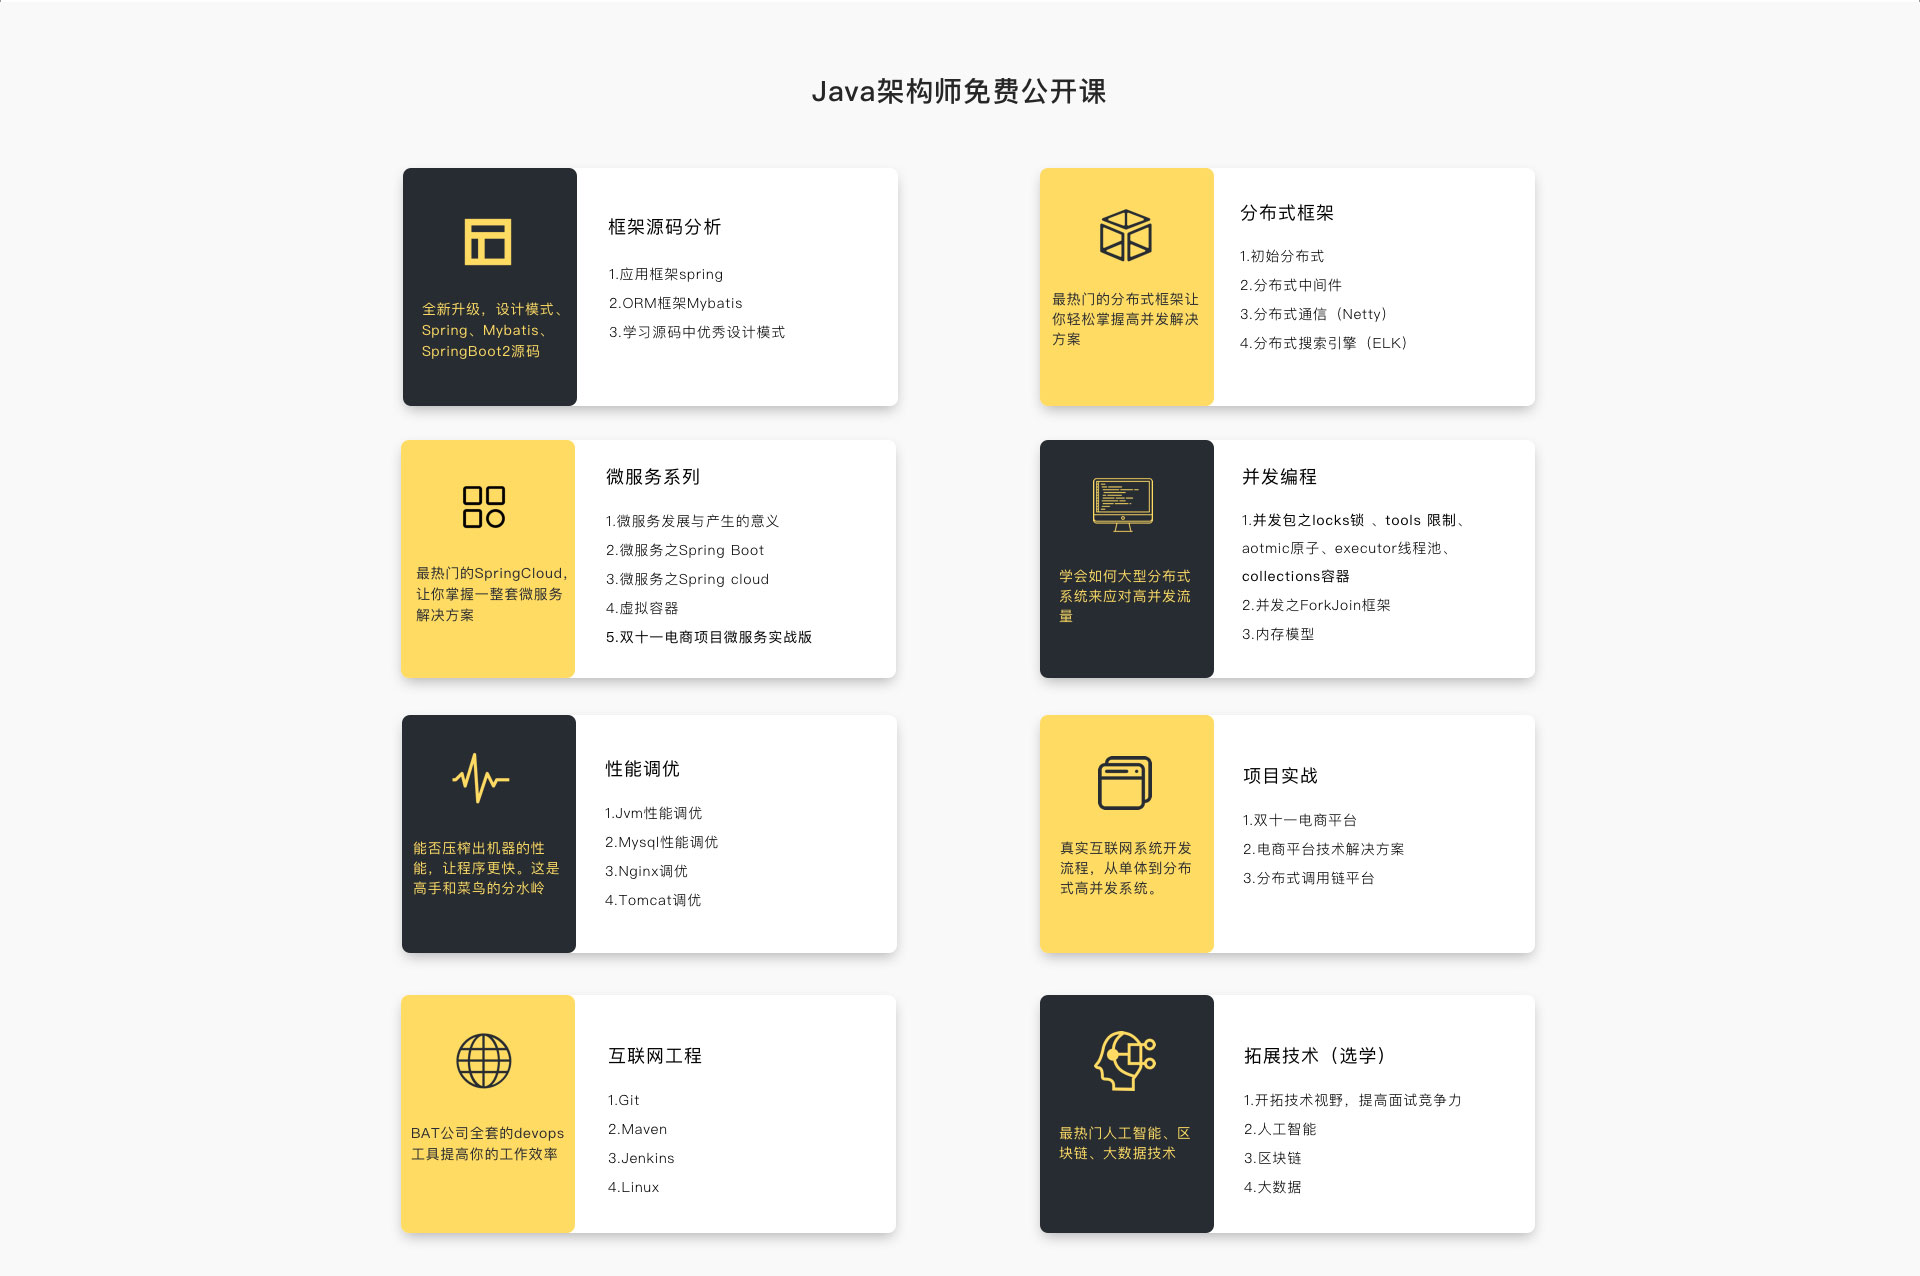 Java架构师免费公开课
全新升级，设计模式、
Spring、Mybatis、
SpringBoot2源码
框架源码分析
1.应用框架spring
2.ORM框架Mybatis
3.学习源码中优秀设计模式
最热门的分布式框架让
你轻松掌握高并发解决
方案
分布式框架
1.初始分布式
2.分布式中间件
3.分布式通信（Netty）
4.分布式搜索引擎（ELK）
最热门的SpringCloud，
让你掌握一整套微服务
解决方案
微服务系列
1.微服务发展与产生的意义
2.微服务之Spring Boot
3.微服务之Spring cloud
4.虚拟容器
5.双十一电商项目微服务实战版
学会如何大型分布式
系统来应对高并发流
量
并发编程
1.并发包之locks锁 、tools 限制、
aotmic原子、executor线程池、
collections容器
2.并发之ForkJoin框架
3.内存模型
能否压榨出机器的性
能，让程序更快。这是
高手和菜鸟的分水岭
性能调优
1.Jvm性能调优
2.Mysql性能调优
3.Nginx调优
4.Tomcat调优
真实互联网系统开发
流程，从单体到分布
式高并发系统。
项目实战
1.双十一电商平台
2.电商平台技术解决方案
3.分布式调用链平台
BAT公司全套的devops
工具提高你的工作效率
互联网工程
1.Git
2.Maven
3.Jenkins
4.Linux
最热门人工智能、区
块链、大数据技术
拓展技术（选学）
1.开拓技术视野，提高面试竞争力
2.人工智能
3.区块链
4.大数据